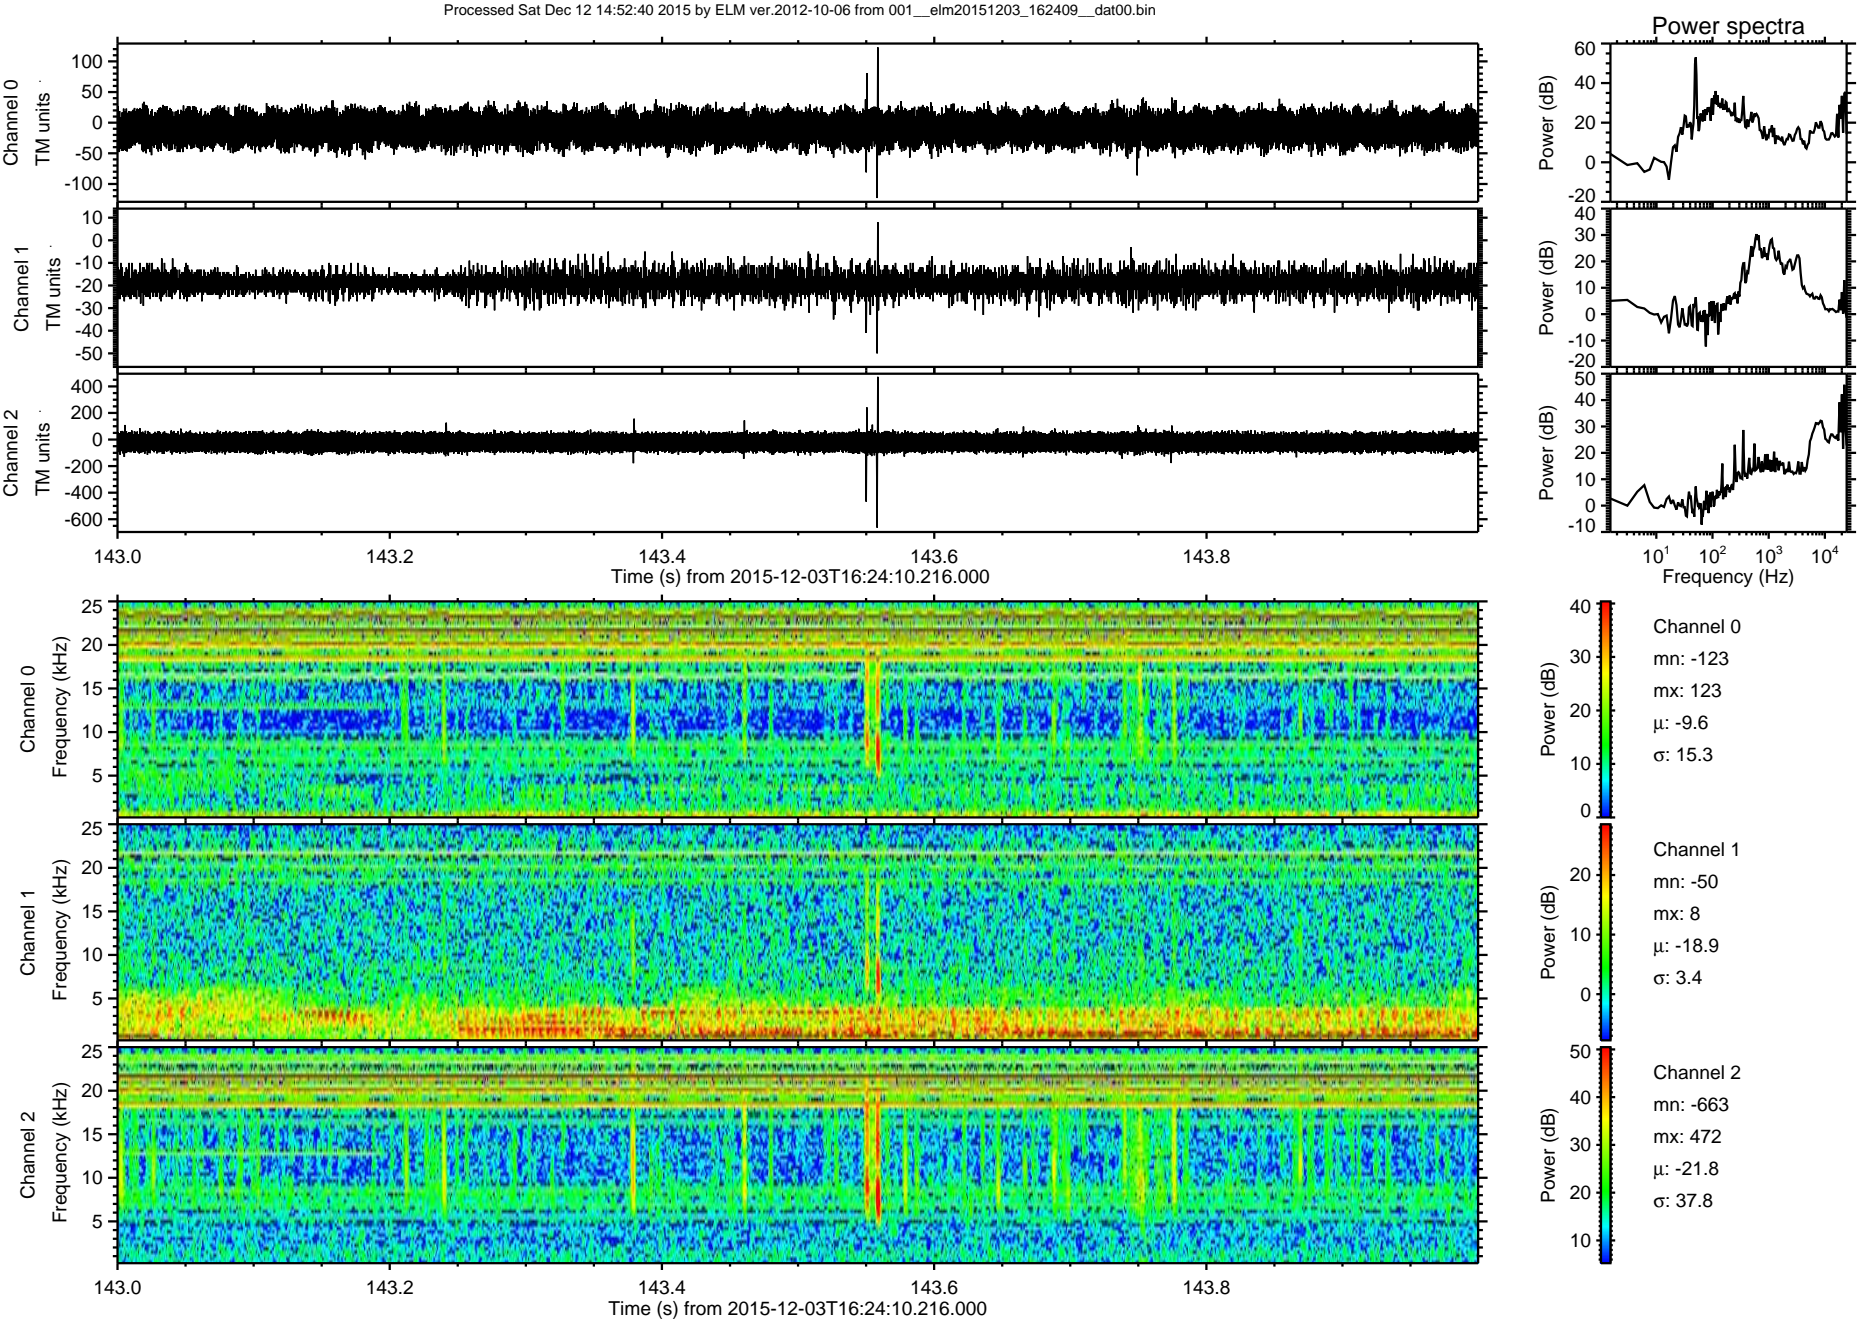 Processed Sat Dec 12 14:52:40 2015 by ELM ver.2012-10-06 from 001__elm20151203_162409__dat00.bin
Power spectra
Channel 0
TM units
100
50
0
-50
-100
Power (dB)
60
40
20
0
-20
Channel 1
TM units
10
0
-10
-20
-30
-40
-50
Power (dB)
40
30
20
10
0
-10
-20
Channel 2
TM units
400
200
0
-200
-400
-600
Power (dB)
50
40
30
20
10
0
-10
143.0 143.2 143.4 143.6 143.8
Time (s) from 2015-12-03T16:24:10.216.000
10^1 10^2 10^3 10^4
Frequency (Hz)
Channel 0
Frequency (kHz)
25
20
15
10
5
Power (dB)
40
30
20
10
0
Channel 0
mn: -123
mx: 123
μ: -9.6
σ: 15.3
Channel 1
Frequency (kHz)
25
20
15
10
5
Power (dB)
20
10
0
Channel 1
mn: -50
mx: 8
μ: -18.9
σ: 3.4
Channel 2
Frequency (kHz)
25
20
15
10
5
Power (dB)
50
40
30
20
10
Channel 2
mn: -663
mx: 472
μ: -21.8
σ: 37.8
143.0 143.2 143.4 143.6 143.8
Time (s) from 2015-12-03T16:24:10.216.000